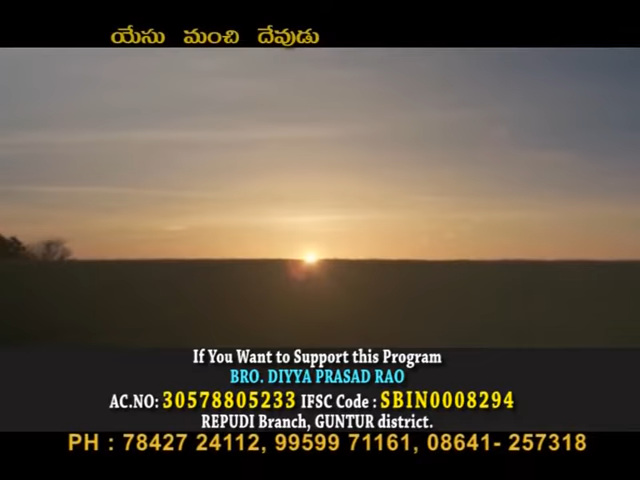 యేసు మంచి దేవుడు
If You Want to Support this Program
BRO. DIYYA PRASAD RAO
AC.NO: 30578805233 IFSC Code : SBIN0008294
REPUDI Branch, GUNTUR district.
PH : 78427 24112, 99599 71161, 08641- 257318